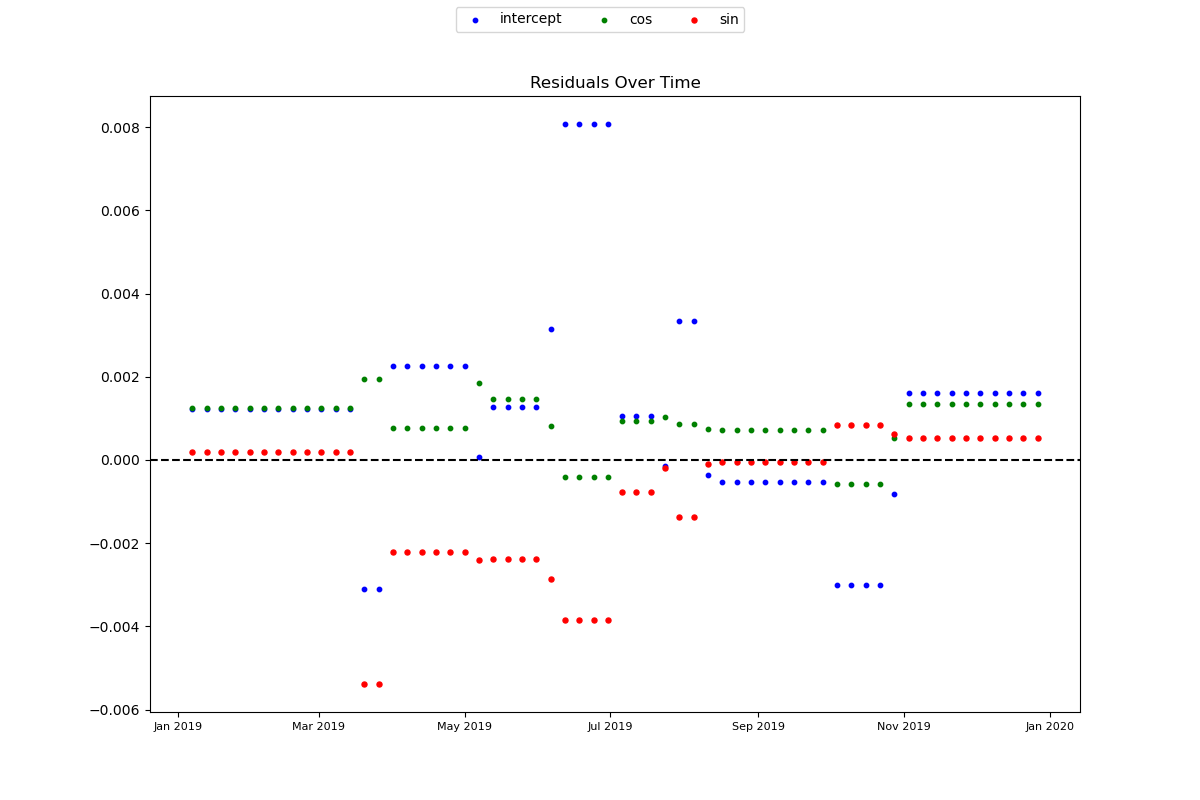 intercept cos sin
Residuals Over Time
0.008
0.006
0.004
0.002
0.000
−0.002
−0.004
−0.006
Jan 2019 Mar 2019 May 2019 Jul 2019 Sep 2019 Nov 2019 Jan 2020